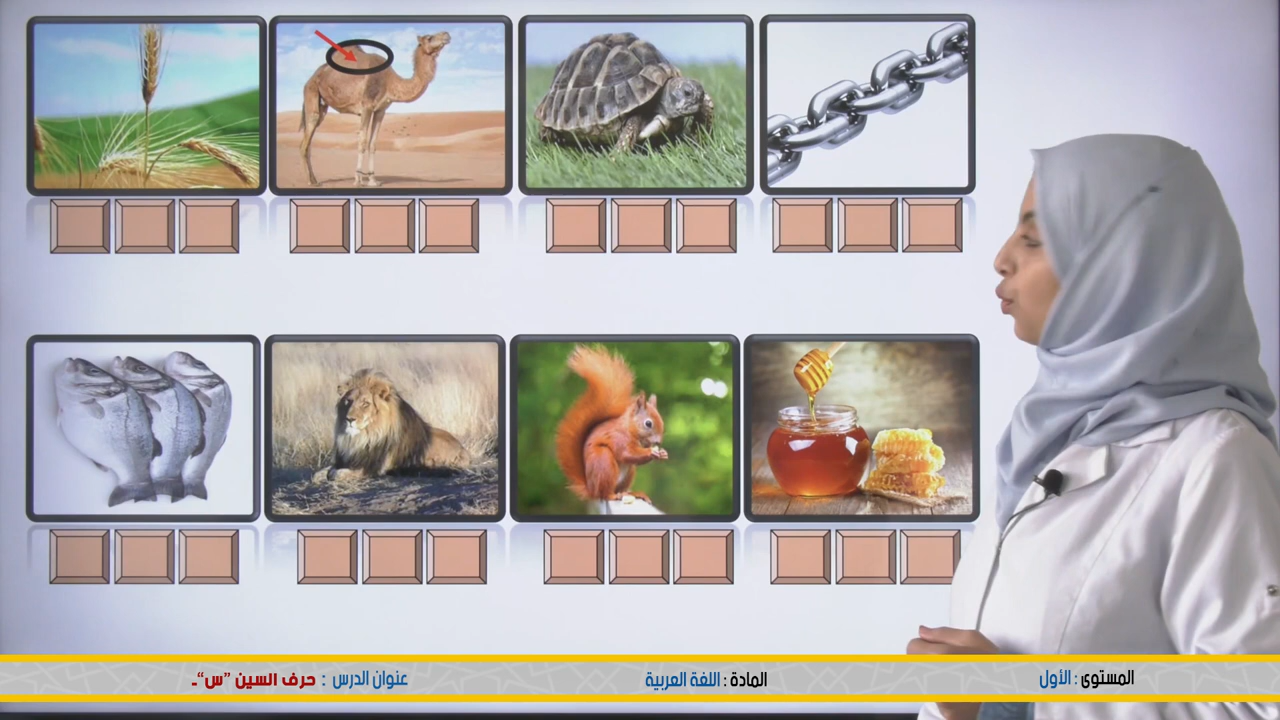 المستوى : الأول
المادة : اللغة العربية
عنوان الدرس : حرف السين "س"-